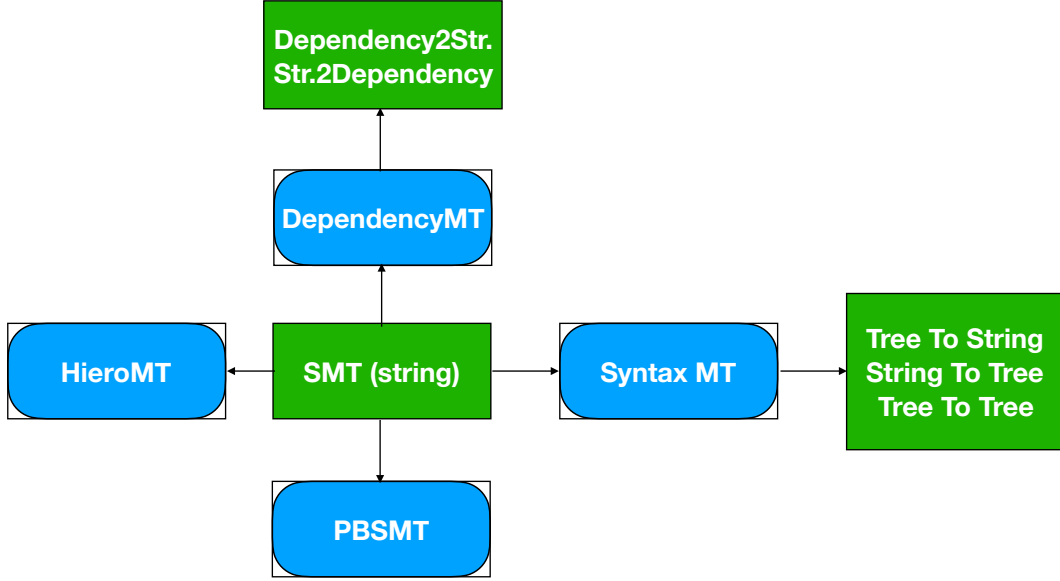 Dependency2Str.
Str.2Dependency
DependencyMT
HieroMT
SMT (string)
Syntax MT
Tree To String
String To Tree
Tree To Tree
PBSMT